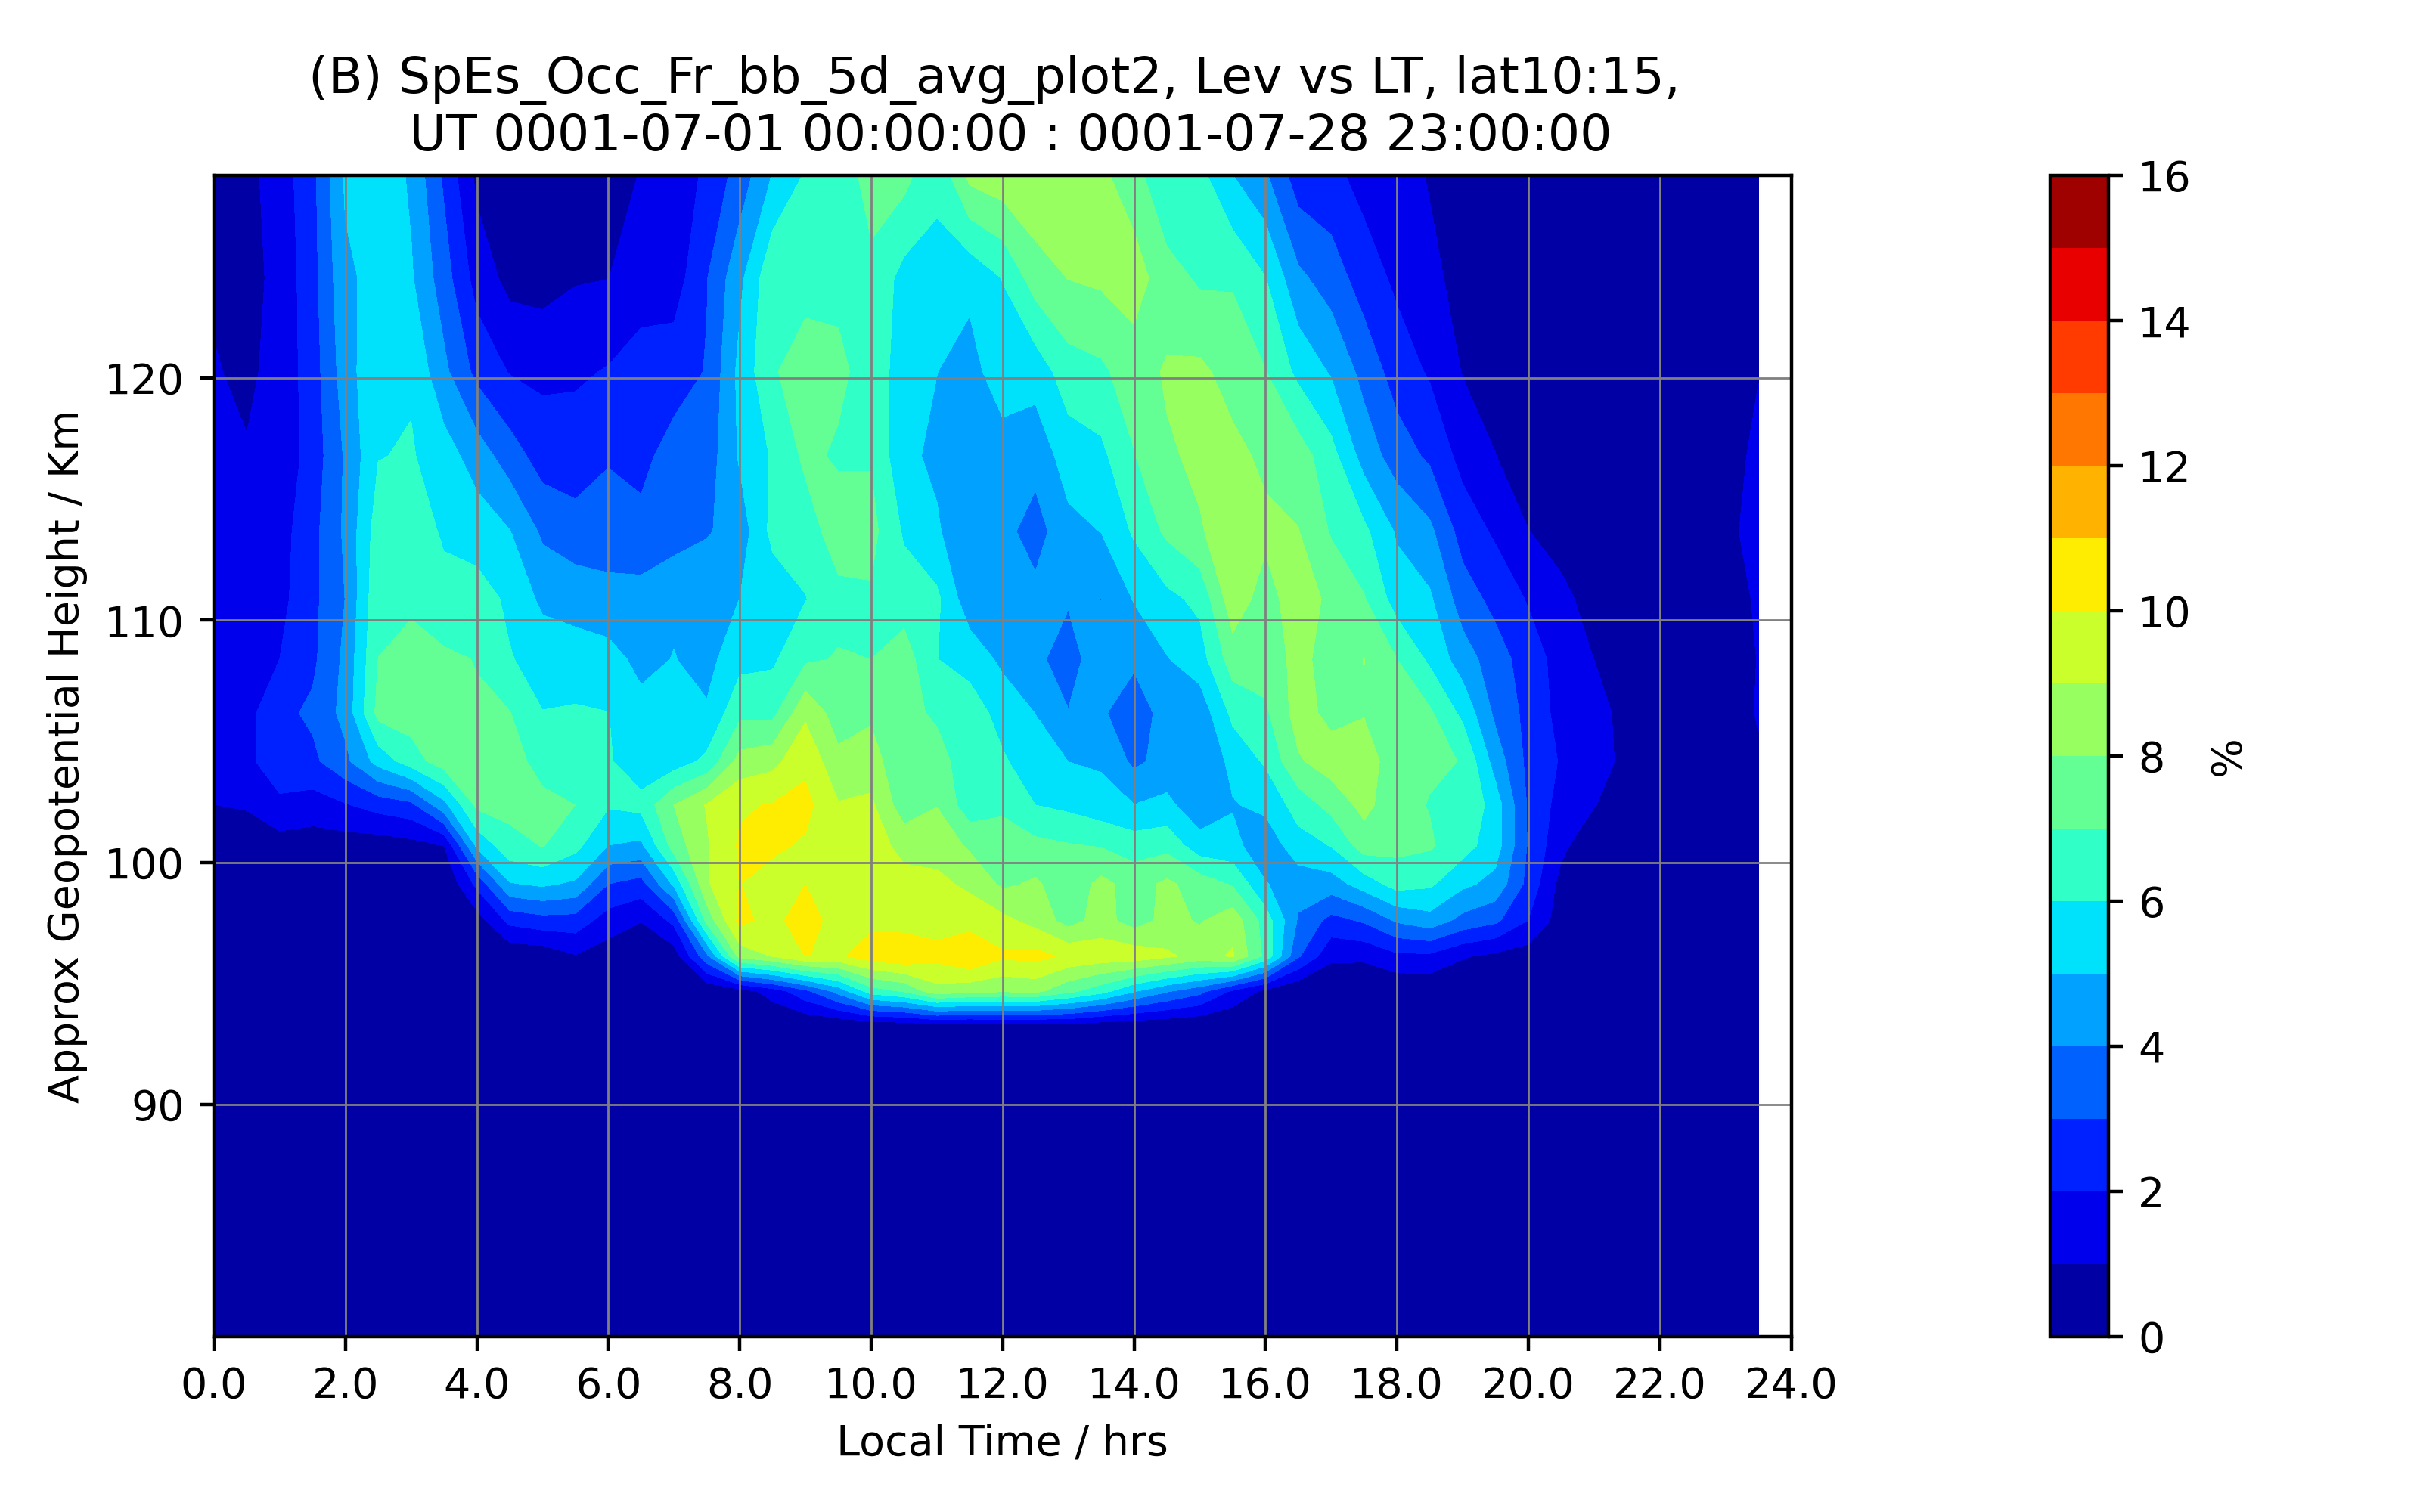 (B) SpEs_Occ_Fr_bb_5d_avg_plot2, Lev vs LT, lat10:15,
UT 0001-07-01 00:00:00 : 0001-07-28 23:00:00
Approx Geopotential Height / Km
120
110
100
90
0.0 2.0 4.0 6.0 8.0 10.0 12.0 14.0 16.0 18.0 20.0 22.0 24.0
Local Time / hrs
16
14
12
10
8
6
4
2
0
%